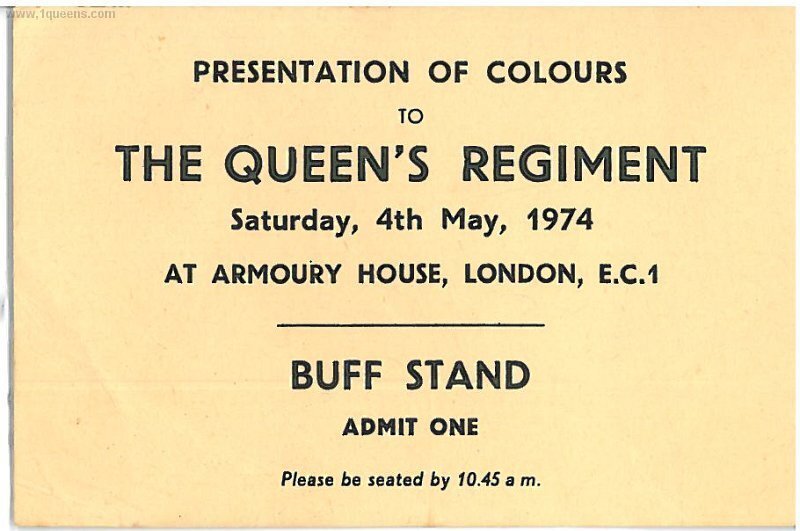 www.1queens.com
PRESENTATION OF COLOURS
TO
THE QUEEN'S REGIMENT
Saturday, 4th May, 1974
AT ARMOURY HOUSE, LONDON, E.C.1
BUFF STAND
ADMIT ONE
Please be seated by 10.45 a m.